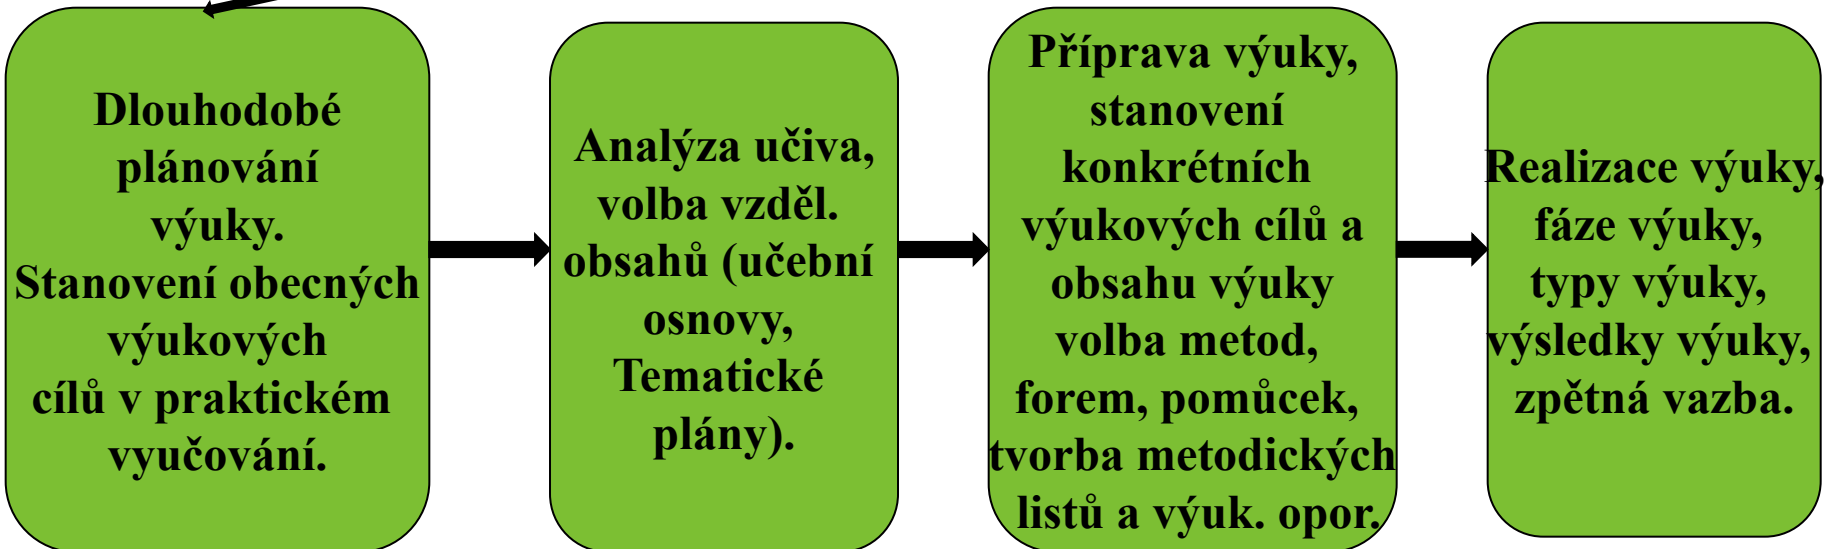 Dlouhodobé
plánování
výuky.
Stanovení obecných
výukových
cílů v praktickém
vyučování.
Analýza učiva,
volba vzděl.
obsahů (učební
osnovy,
Tematické
plány).
Příprava výuky,
stanovení
konkrétních
výukových cílů a
obsahu výuky
volba metod,
forem, pomůcek,
tvorba metodických
listů a výuk. opor.
Realizace výuky,
fáze výuky,
typy výuky,
výsledky výuky,
zpětná vazba.